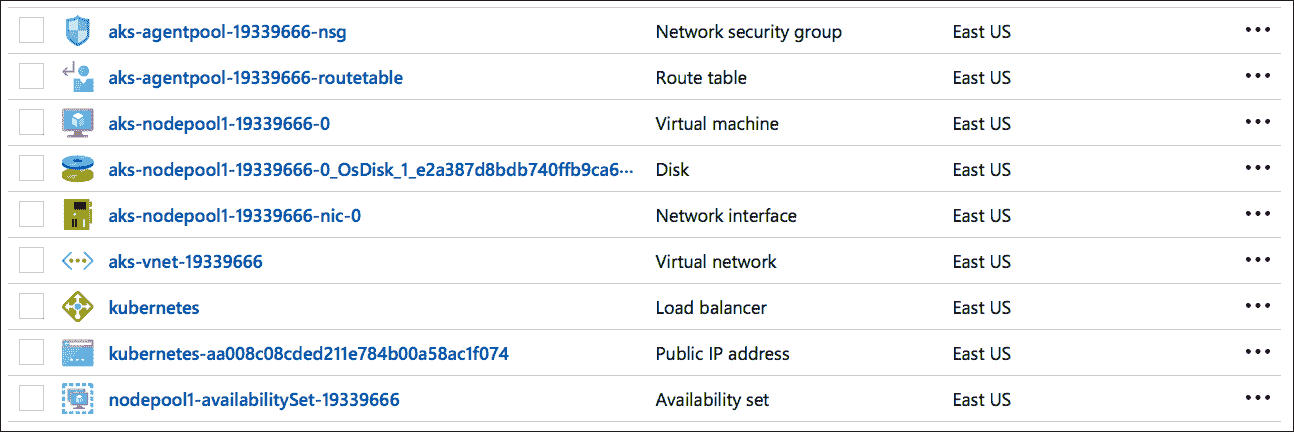 aks-agentpool-19339666-nsg Network security group East US •••
aks-agentpool-19339666-routetable Route table East US •••
aks-nodepool1-19339666-0 Virtual machine East US •••
aks-nodepool1-19339666-0_OsDisk_1_e2a387d8bdb740ffb9ca6··· Disk East US •••
aks-nodepool1-19339666-nic-0 Network interface East US •••
aks-vnet-19339666 Virtual network East US •••
kubernetes Load balancer East US •••
kubernetes-aa008c08cded211e784b00a58ac1f074 Public IP address East US •••
nodepool1-availabilitySet-19339666 Availability set East US •••